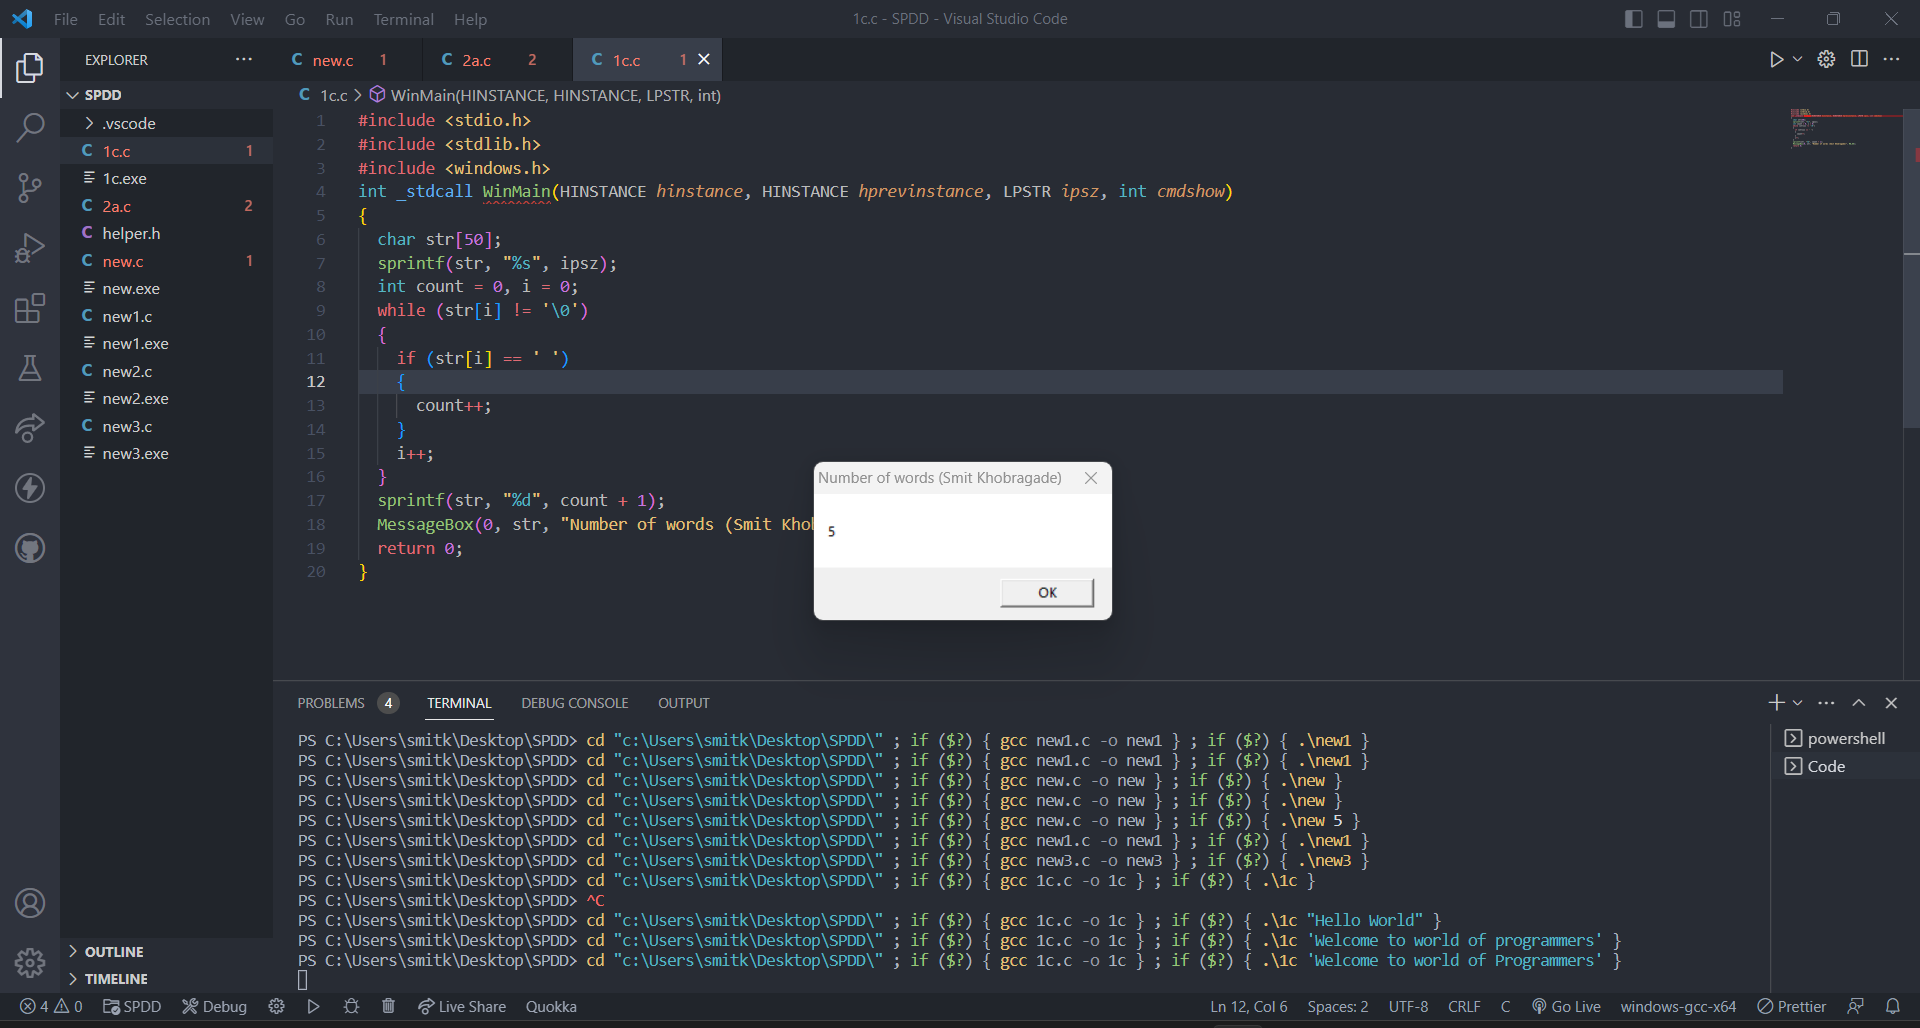 File Edit Selection View Go Run Terminal Help 1c.c - SPDD - Visual Studio Code
EXPLORER
C new.c 1 C 2a.c 2 C 1c.c 1
SPDD
.vscode
C 1c.c 1
1c.exe
C 2a.c 2
C helper.h
C new.c 1
new.exe
C new1.c
new1.exe
C new2.c
new2.exe
C new3.c
new3.exe
OUTLINE
TIMELINE
C 1c.c > WinMain(HINSTANCE, HINSTANCE, LPSTR, int)
1 #include <stdio.h>
2 #include <stdlib.h>
3 #include <windows.h>
4 int _stdcall WinMain(HINSTANCE hinstance, HINSTANCE hprevinstance, LPSTR ipsz, int cmdshow)
5 {
6 char str[50];
7 sprintf(str, "%s", ipsz);
8 int count = 0, i = 0;
9 while (str[i] != '\0')
10 {
11 if (str[i] == ' ')
12 {
13 count++;
14 }
15 i++;
16 }
17 sprintf(str, "%d", count + 1);
18 MessageBox(0, str, "Number of words (Smit Khob
19 return 0;
20 }
Number of words (Smit Khobragade)
5
OK
PROBLEMS 4 TERMINAL DEBUG CONSOLE OUTPUT
PS C:\Users\smitk\Desktop\SPDD> cd "c:\Users\smitk\Desktop\SPDD\" ; if ($?) { gcc new1.c -o new1 } ; if ($?) { .\new1 }
PS C:\Users\smitk\Desktop\SPDD> cd "c:\Users\smitk\Desktop\SPDD\" ; if ($?) { gcc new1.c -o new1 } ; if ($?) { .\new1 }
PS C:\Users\smitk\Desktop\SPDD> cd "c:\Users\smitk\Desktop\SPDD\" ; if ($?) { gcc new.c -o new } ; if ($?) { .\new }
PS C:\Users\smitk\Desktop\SPDD> cd "c:\Users\smitk\Desktop\SPDD\" ; if ($?) { gcc new.c -o new } ; if ($?) { .\new }
PS C:\Users\smitk\Desktop\SPDD> cd "c:\Users\smitk\Desktop\SPDD\" ; if ($?) { gcc new.c -o new } ; if ($?) { .\new 5 }
PS C:\Users\smitk\Desktop\SPDD> cd "c:\Users\smitk\Desktop\SPDD\" ; if ($?) { gcc new1.c -o new1 } ; if ($?) { .\new1 }
PS C:\Users\smitk\Desktop\SPDD> cd "c:\Users\smitk\Desktop\SPDD\" ; if ($?) { gcc new3.c -o new3 } ; if ($?) { .\new3 }
PS C:\Users\smitk\Desktop\SPDD> cd "c:\Users\smitk\Desktop\SPDD\" ; if ($?) { gcc 1c.c -o 1c } ; if ($?) { .\1c }
PS C:\Users\smitk\Desktop\SPDD> ^C
PS C:\Users\smitk\Desktop\SPDD> cd "c:\Users\smitk\Desktop\SPDD\" ; if ($?) { gcc 1c.c -o 1c } ; if ($?) { .\1c "Hello World" }
PS C:\Users\smitk\Desktop\SPDD> cd "c:\Users\smitk\Desktop\SPDD\" ; if ($?) { gcc 1c.c -o 1c } ; if ($?) { .\1c 'Welcome to world of programmers' }
PS C:\Users\smitk\Desktop\SPDD> cd "c:\Users\smitk\Desktop\SPDD\" ; if ($?) { gcc 1c.c -o 1c } ; if ($?) { .\1c 'Welcome to world of Programmers' }
powershell
Code
4 0 SPDD Debug Live Share Quokka Ln 12, Col 6 Spaces: 2 UTF-8 CRLF C Go Live windows-gcc-x64 Prettier